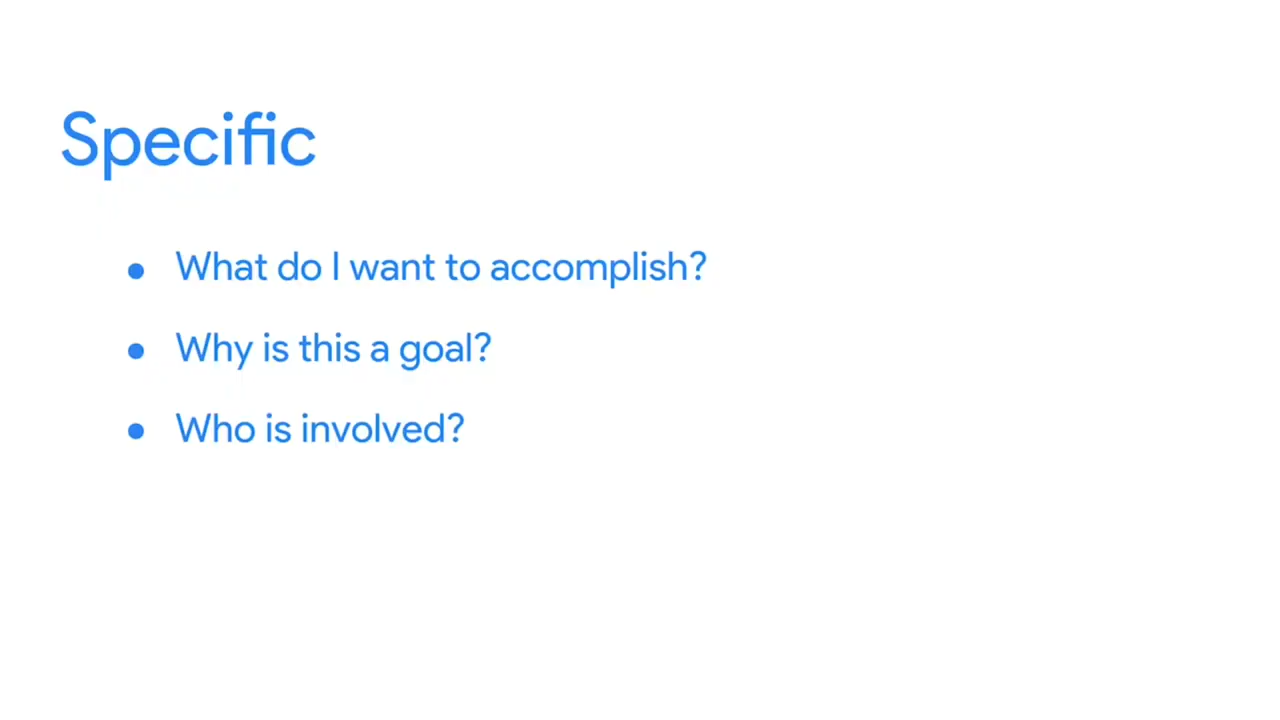 Specific
● What do I want to accomplish?
● Why is this a goal?
● Who is involved?